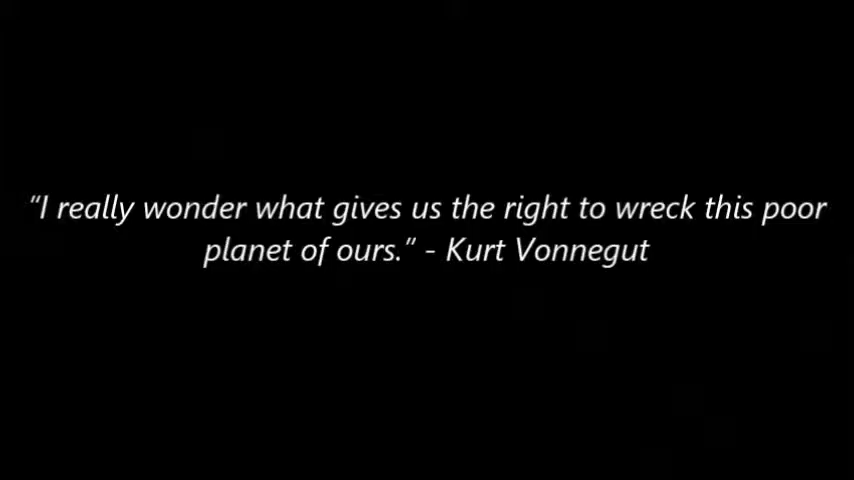 “I really wonder what gives us the right to wreck this poor
planet of ours.” - Kurt Vonnegut